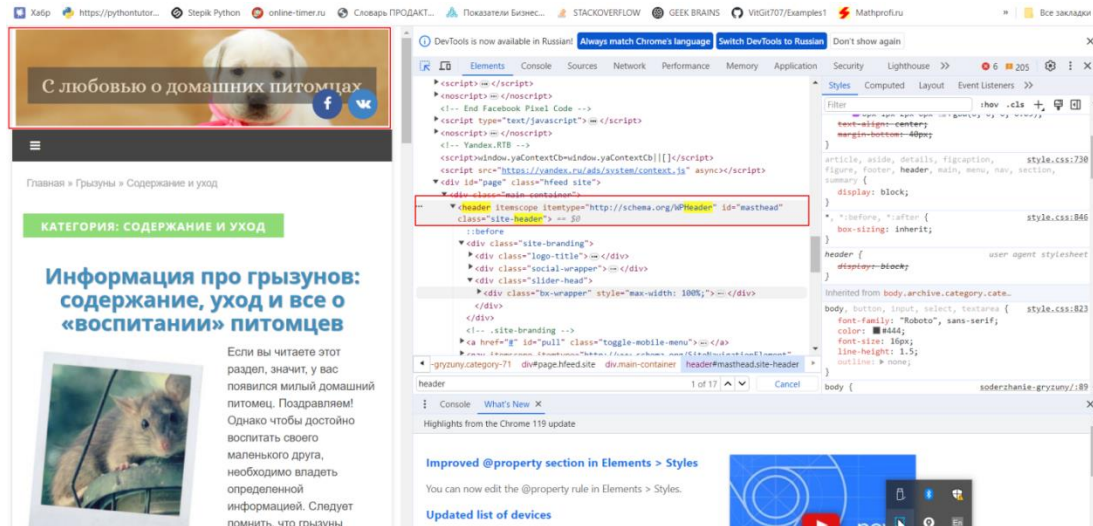 Хабр
https://pythontutor...
Stepik Python
online-timer.ru
Словарь ПРОДАКТ...
Показатели Бизнес...
STACKOVERFLOW
GEEK BRAINS
VitGit707/Examples1
Mathprofi.ru
»
Все закладки
С любовью о домашних питомцах
Главная » Грызуны » Содержание и уход
КАТЕГОРИЯ: СОДЕРЖАНИЕ И УХОД
Информация про грызунов:
содержание, уход и все о
«воспитании» питомцев
Если вы читаете этот
раздел, значит, у вас
появился милый домашний
питомец. Поздравляем!
Однако чтобы достойно
воспитать своего
маленького друга,
необходимо владеть
определенной
информацией. Следует
помнить, что грызуны
DevTools is now available in Russian! Always match Chrome's language Switch DevTools to Russian Don't show again
Elements Console Sources Network Performance Memory Application Security Lighthouse 6 205
<script> </script>
<noscript> </noscript>
<!-- End Facebook Pixel Code -->
<script type="text/javascript"> </script>
<noscript> </noscript>
<!-- Yandex.RTB -->
<script>window.yaContextCb=window.yaContextCb||[]</script>
<script src="https://yandex.ru/ads/system/context.js" async></script>
<div id="page" class="hfeed site">
<div class="main-container">
<header itemscope itemtype="http://schema.org/WPHeader" id="masthead"
class="site-header"> == $0
::before
<div class="site-branding">
<div class="logo-title"> </div>
<div class="social-wrapper"> </div>
<div class="slider-head">
<div class="bx-wrapper" style="max-width: 100%;"> </div>
</div>
</div>
<!-- .site-branding -->
<a href="#" id="pull" class="toggle-mobile-menu"> </a>
-gryzuny.category-71 div#page.hfeed.site div.main-container header#masthead.site-header
header
1 of 17
Cancel
Styles Computed Layout Event Listeners
Filter :hov .cls
text-align: center;
margin-bottom: 40px;
}
article, aside, details, figcaption, style.css:730
figure, footer, header, main, menu, nav, section,
summary {
display: block;
}
*, *:before, *:after { style.css:846
box-sizing: inherit;
}
header { user agent stylesheet
display: block;
}
Inherited from body.archive.category.cate…
body, button, input, select, textarea { style.css:823
font-family: "Roboto", sans-serif;
color: #444;
font-size: 16px;
line-height: 1.5;
outline: none;
}
body { soderzhanie-gryzuny/:89
Console What's New
Highlights from the Chrome 119 update
Improved @property section in Elements > Styles
You can now edit the @property rule in Elements > Styles.
Updated list of devices